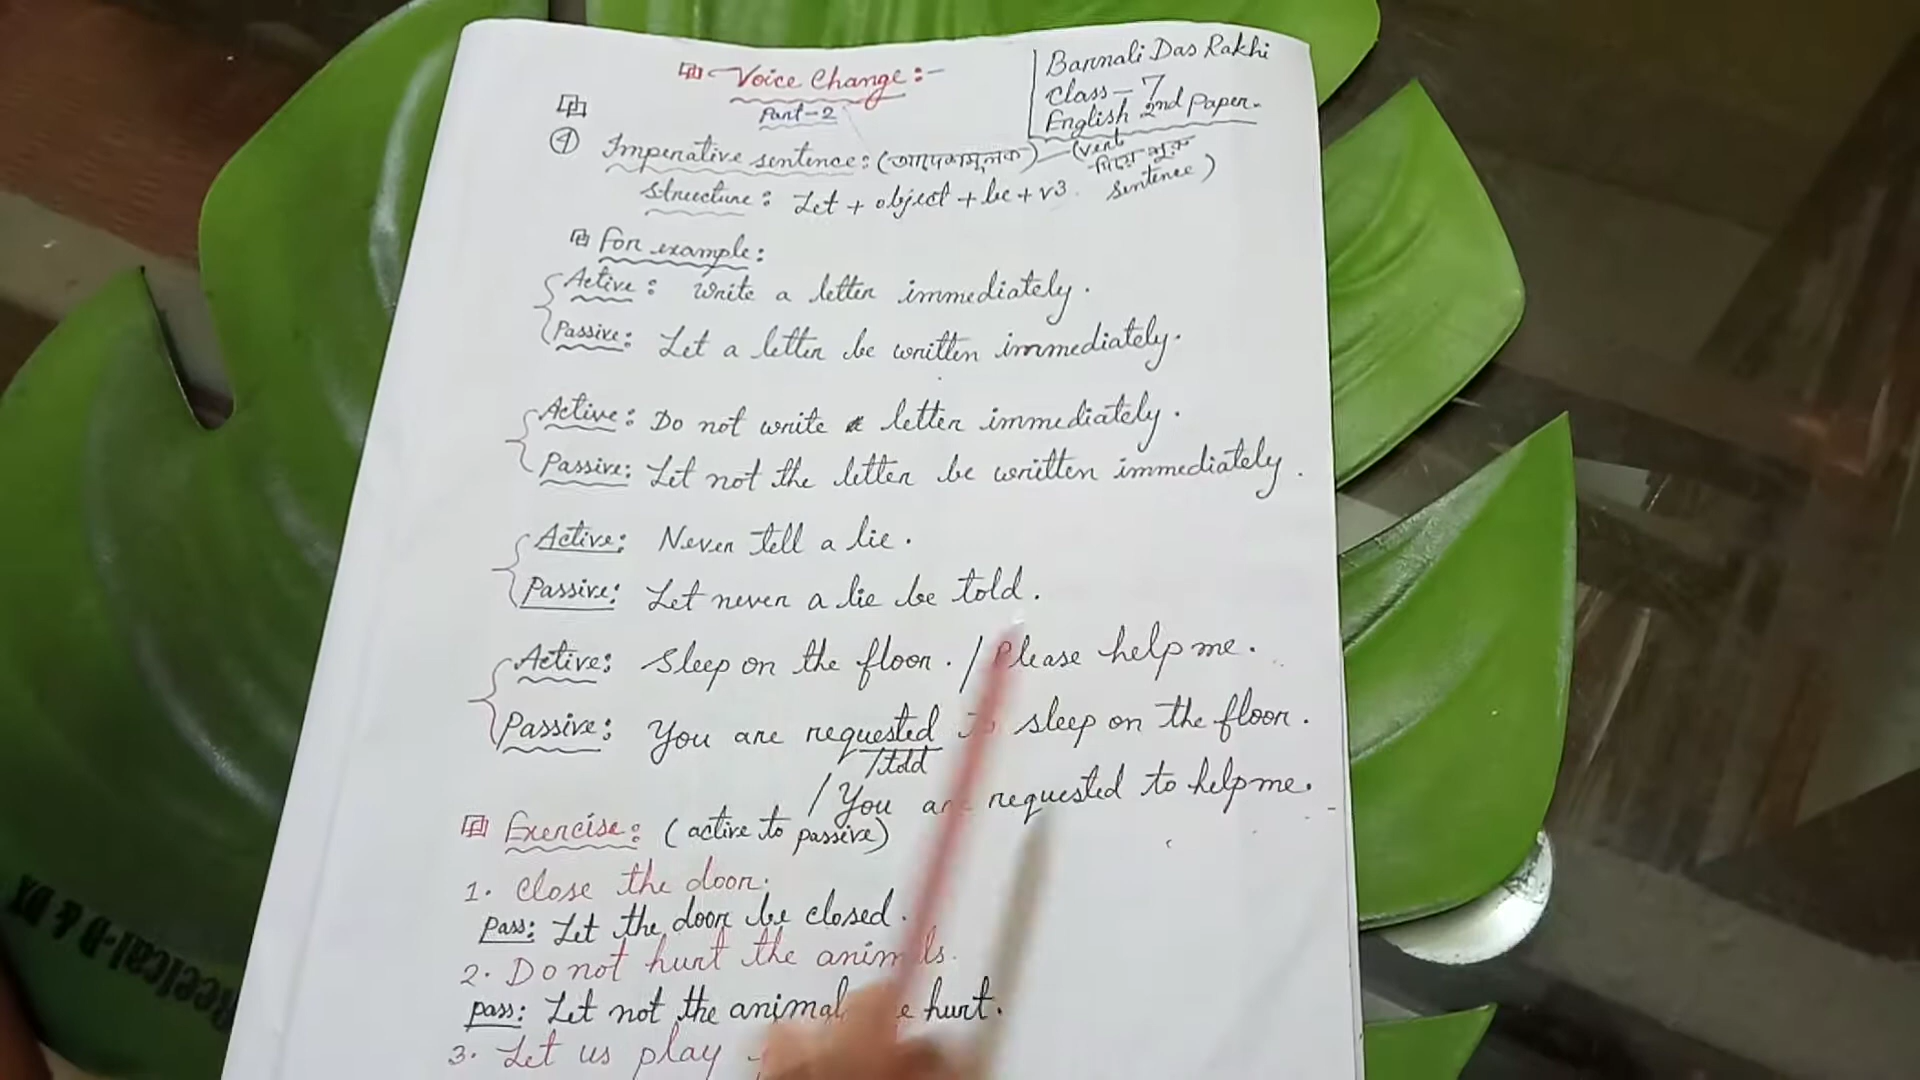 Voice Change:-
Part-2
Barnali Das Rakhi
Class-7
English 2nd Paper.
④ Imperative sentence: (আদেশমূলক) - (verb দিয়ে শুরু sentence)
Structure: Let + object + be + v3.
For example:
Active: Write a letter immediately.
Passive: Let a letter be written immediately.
Active: Do not write letter immediately.
Passive: Let not the letter be written immediately.
Active: Never tell a lie.
Passive: Let never a lie be told.
Active: Sleep on the floor. / Please help me.
Passive: You are requested to sleep on the floor.
/told
/ You are requested to help me.
Exercise: (active to passive)
1. Close the door.
Pass: Let the door be closed.
2. Do not hurt the animals.
Pass: Let not the animal hurt.
3. Let us play
Reelcal-B & DX